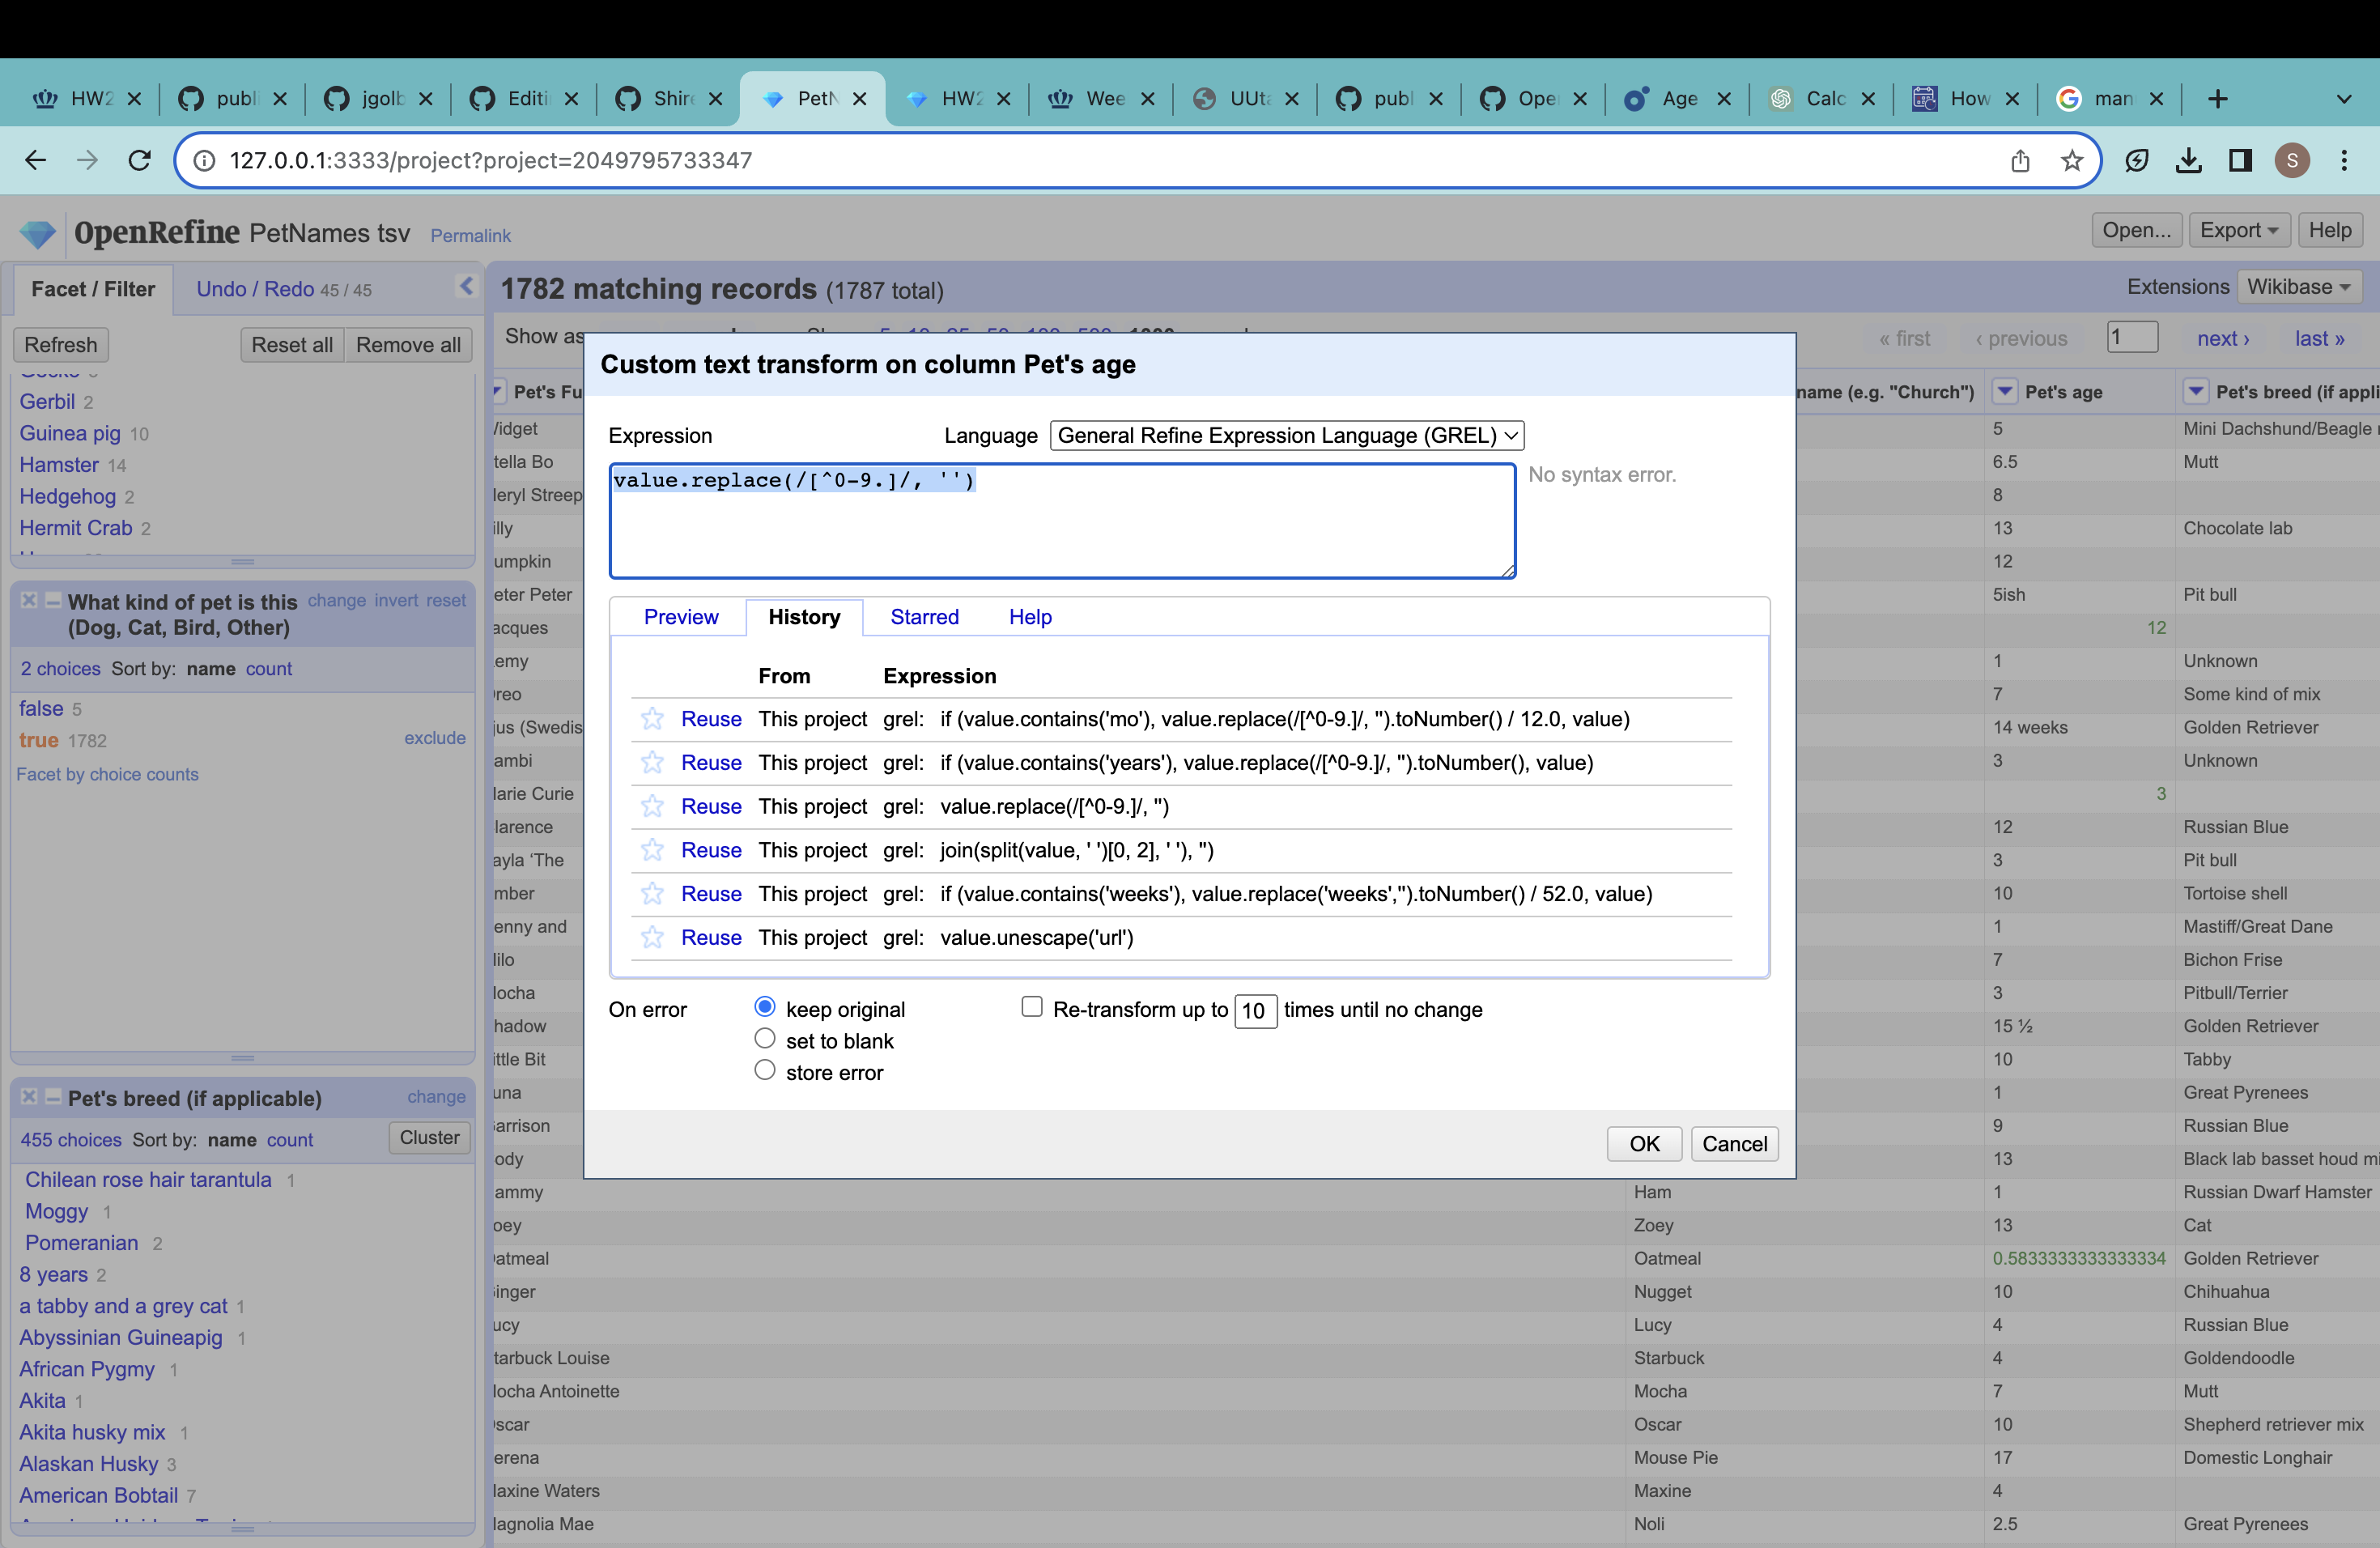 HW2 publi jgolb Editi Shire PetN HW2 Wee UUta publ Ope Age Calc How man
127.0.0.1:3333/project?project=2049795733347 S
OpenRefine PetNames tsv Permalink Open... Export Help
Facet / Filter Undo / Redo 45 / 45
1782 matching records (1787 total) Extensions Wikibase
Refresh Reset all Remove all
Show as 1000 « first ‹ previous 1 next › last »
Gerbil 2
Guinea pig 10
Hamster 14
Hedgehog 2
Hermit Crab 2
What kind of pet is this (Dog, Cat, Bird, Other) change invert reset
2 choices Sort by: name count
false 5
true 1782 exclude
Facet by choice counts
Pet's breed (if applicable) change
455 choices Sort by: name count Cluster
Chilean rose hair tarantula 1
Moggy 1
Pomeranian 2
8 years 2
a tabby and a grey cat 1
Abyssinian Guineapig 1
African Pygmy 1
Akita 1
Akita husky mix 1
Alaskan Husky 3
American Bobtail 7
Custom text transform on column Pet's age
Expression Language General Refine Expression Language (GREL)
value.replace(/[^0-9.]/, '')
No syntax error.
Preview History Starred Help
From Expression
Reuse This project grel: if (value.contains('mo'), value.replace(/[^0-9.]/, '').toNumber() / 12.0, value)
Reuse This project grel: if (value.contains('years'), value.replace(/[^0-9.]/, '').toNumber(), value)
Reuse This project grel: value.replace(/[^0-9.]/, '')
Reuse This project grel: join(split(value, ' ')[0, 2], ' '), '')
Reuse This project grel: if (value.contains('weeks'), value.replace('weeks','').toNumber() / 52.0, value)
Reuse This project grel: value.unescape('url')
On error keep original Re-transform up to 10 times until no change
set to blank
store error
OK Cancel
Pet's Fu name (e.g. "Church") Pet's age Pet's breed (if appli
idget 5 Mini Dachshund/Beagle
tella Bo 6.5 Mutt
eryl Streep 8
illy 13 Chocolate lab
umpkin 12
eter Peter 5ish Pit bull
acques 12
emy 1 Unknown
reo 7 Some kind of mix
jus (Swedis 14 weeks Golden Retriever
ambi 3 Unknown
arie Curie 3
larence 12 Russian Blue
ayla ‘The 3 Pit bull
mber 10 Tortoise shell
enny and 1 Mastiff/Great Dane
ilo 7 Bichon Frise
ocha 3 Pitbull/Terrier
hadow 15 ½ Golden Retriever
ittle Bit 10 Tabby
una 1 Great Pyrenees
arrison 9 Russian Blue
ody 13 Black lab basset houd mi
ammy Ham 1 Russian Dwarf Hamster
oey Zoey 13 Cat
atmeal Oatmeal 0.5833333333333334 Golden Retriever
inger Nugget 10 Chihuahua
ucy Lucy 4 Russian Blue
tarbuck Louise Starbuck 4 Goldendoodle
ocha Antoinette Mocha 7 Mutt
scar Oscar 10 Shepherd retriever mix
erena Mouse Pie 17 Domestic Longhair
axine Waters Maxine 4
agnolia Mae Noli 2.5 Great Pyrenees